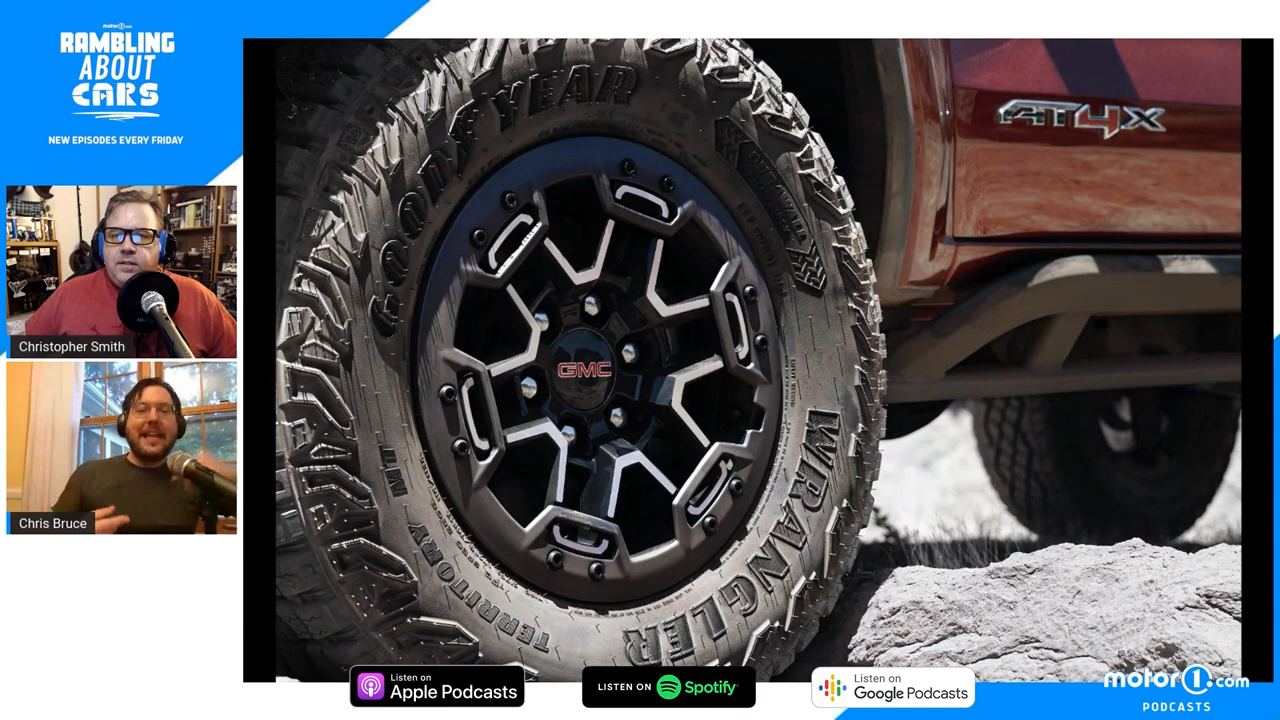 motor1.com
RAMBLING
ABOUT
CARS
NEW EPISODES EVERY FRIDAY
Christopher Smith
Chris Bruce
GOODYEAR
WRANGLER
TERRITORY MT
GMC
AT4X
Listen on
Apple Podcasts
LISTEN ON Spotify
Listen on
Google Podcasts
motor1.com
PODCASTS